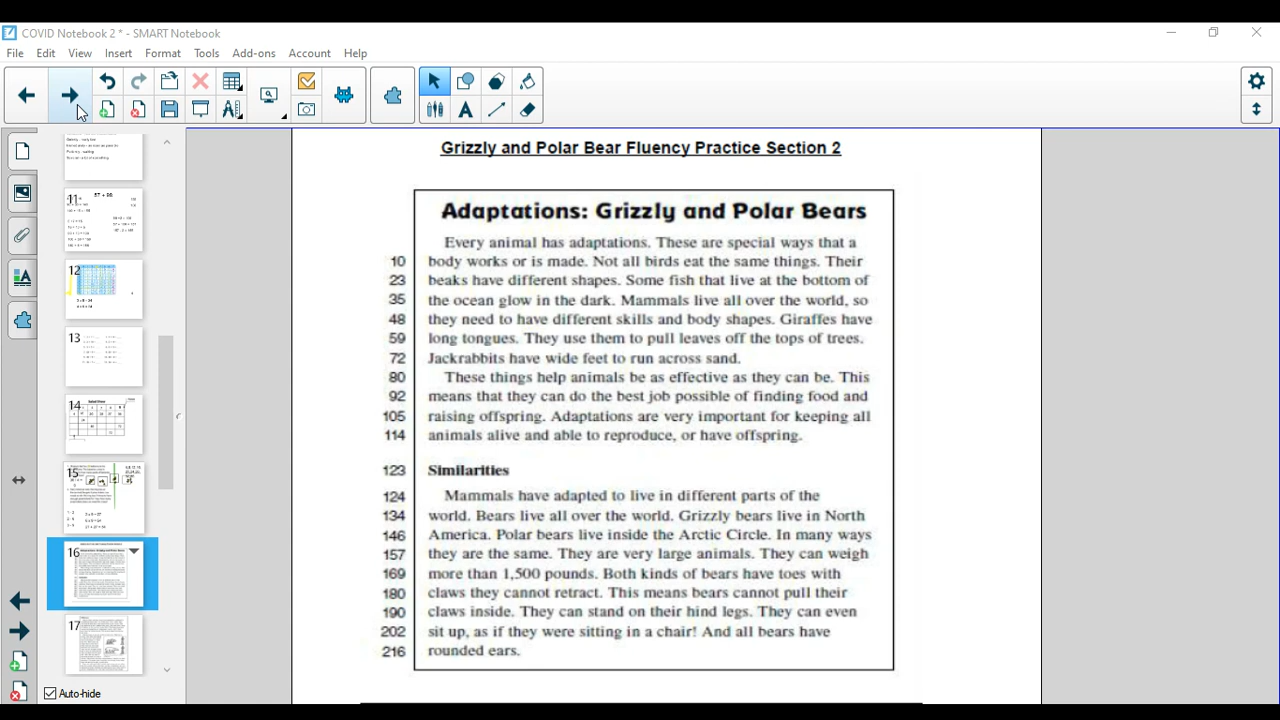 COVID Notebook 2 * - SMART Notebook
File Edit View Insert Format Tools Add-ons Account Help
Grizzly and Polar Bear Fluency Practice Section 2
Adaptations: Grizzly and Polar Bears
Every animal has adaptations. These are special ways that a
10 body works or is made. Not all birds eat the same things. Their
23 beaks have different shapes. Some fish that live at the bottom of
35 the ocean glow in the dark. Mammals live all over the world, so
48 they need to have different skills and body shapes. Giraffes have
59 long tongues. They use them to pull leaves off the tops of trees.
72 Jackrabbits have wide feet to run across sand.
80 These things help animals be as effective as they can be. This
92 means that they can do the best job possible of finding food and
105 raising offspring. Adaptations are very important for keeping all
114 animals alive and able to reproduce, or have offspring.
123 Similarities
124 Mammals have adapted to live in different parts of the
134 world. Bears live all over the world. Grizzly bears live in North
146 America. Polar bears live inside the Arctic Circle. In many ways
157 they are the same. They are very large animals. They can weigh
169 more than 1,500 pounds. Both kinds of bears have toes with
180 claws they cannot retract. This means bears cannot pull their
190 claws inside. They can stand on their hind legs. They can even
202 sit up, as if they were sitting in a chair! And all bears have
216 rounded ears.
11
57 + 98
12
13
14
15
16
17
Auto-hide